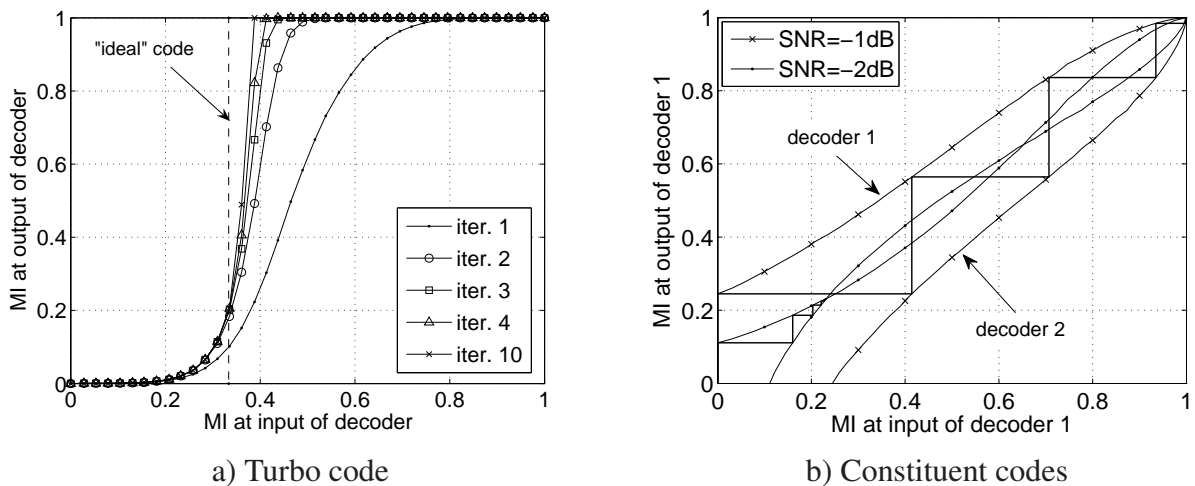 1
0.8
0.6
0.4
0.2
0
"ideal" code
iter. 1
iter. 2
iter. 3
iter. 4
iter. 10
0 0.2 0.4 0.6 0.8 1
MI at input of decoder
MI at output of decoder
a) Turbo code
1
0.8
0.6
0.4
0.2
0
SNR=−1dB
SNR=−2dB
decoder 1
decoder 2
0 0.2 0.4 0.6 0.8 1
MI at input of decoder 1
MI at output of decoder 1
b) Constituent codes